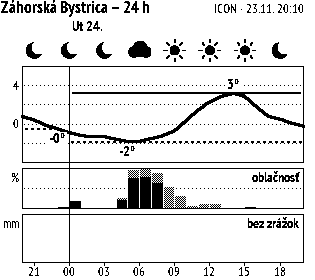 Záhorská Bystrica – 24 h
ICON - 23.11. 20:10
Ut 24.
4
3°
0
-0°
-2°
%
oblačnosť
mm
bez zrážok
21 00 03 06 09 12 15 18